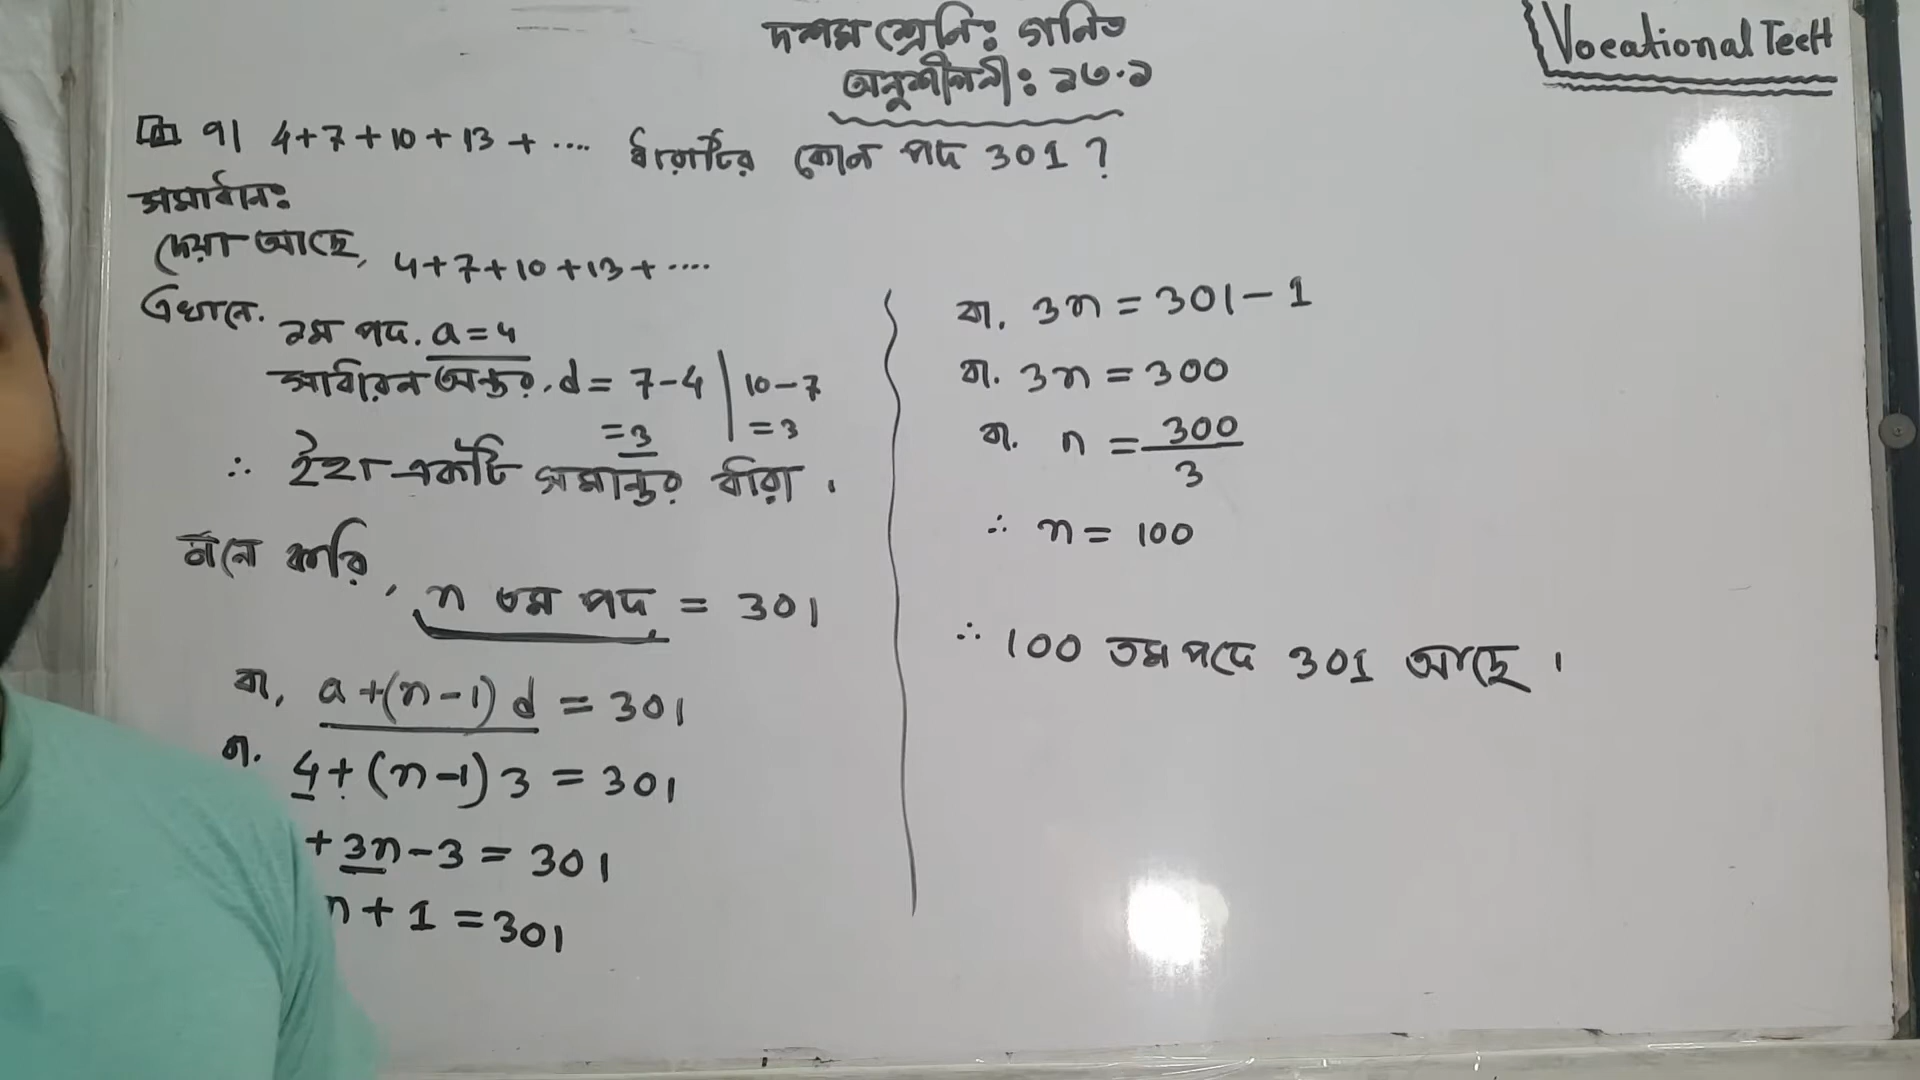 দশম শ্রেনিঃ গনিত
অনুশীলনীঃ ১৩.১
Vocational TecH
৭। 4+7+10+13+.... ধারাটির কোন পদ 301?
সমাধানঃ
দেয়া আছে, 4+7+10+13+....
এখানে.
১ম পদ. a=4
সাধারন অন্তর. d= 7-4 | 10-7
=3 | =3
∴ ইহা একটি সমান্তর ধারা।
মনে করি,
n তম পদ = 301
বা, a+(n-1) d = 301
বা. 4+(n-1)3 = 301
+3n-3 = 301
n+1=301
বা, 3n=301-1
বা. 3n=300
বা. n=300/3
∴ n= 100
∴ 100 তম পদে 301 আছে।